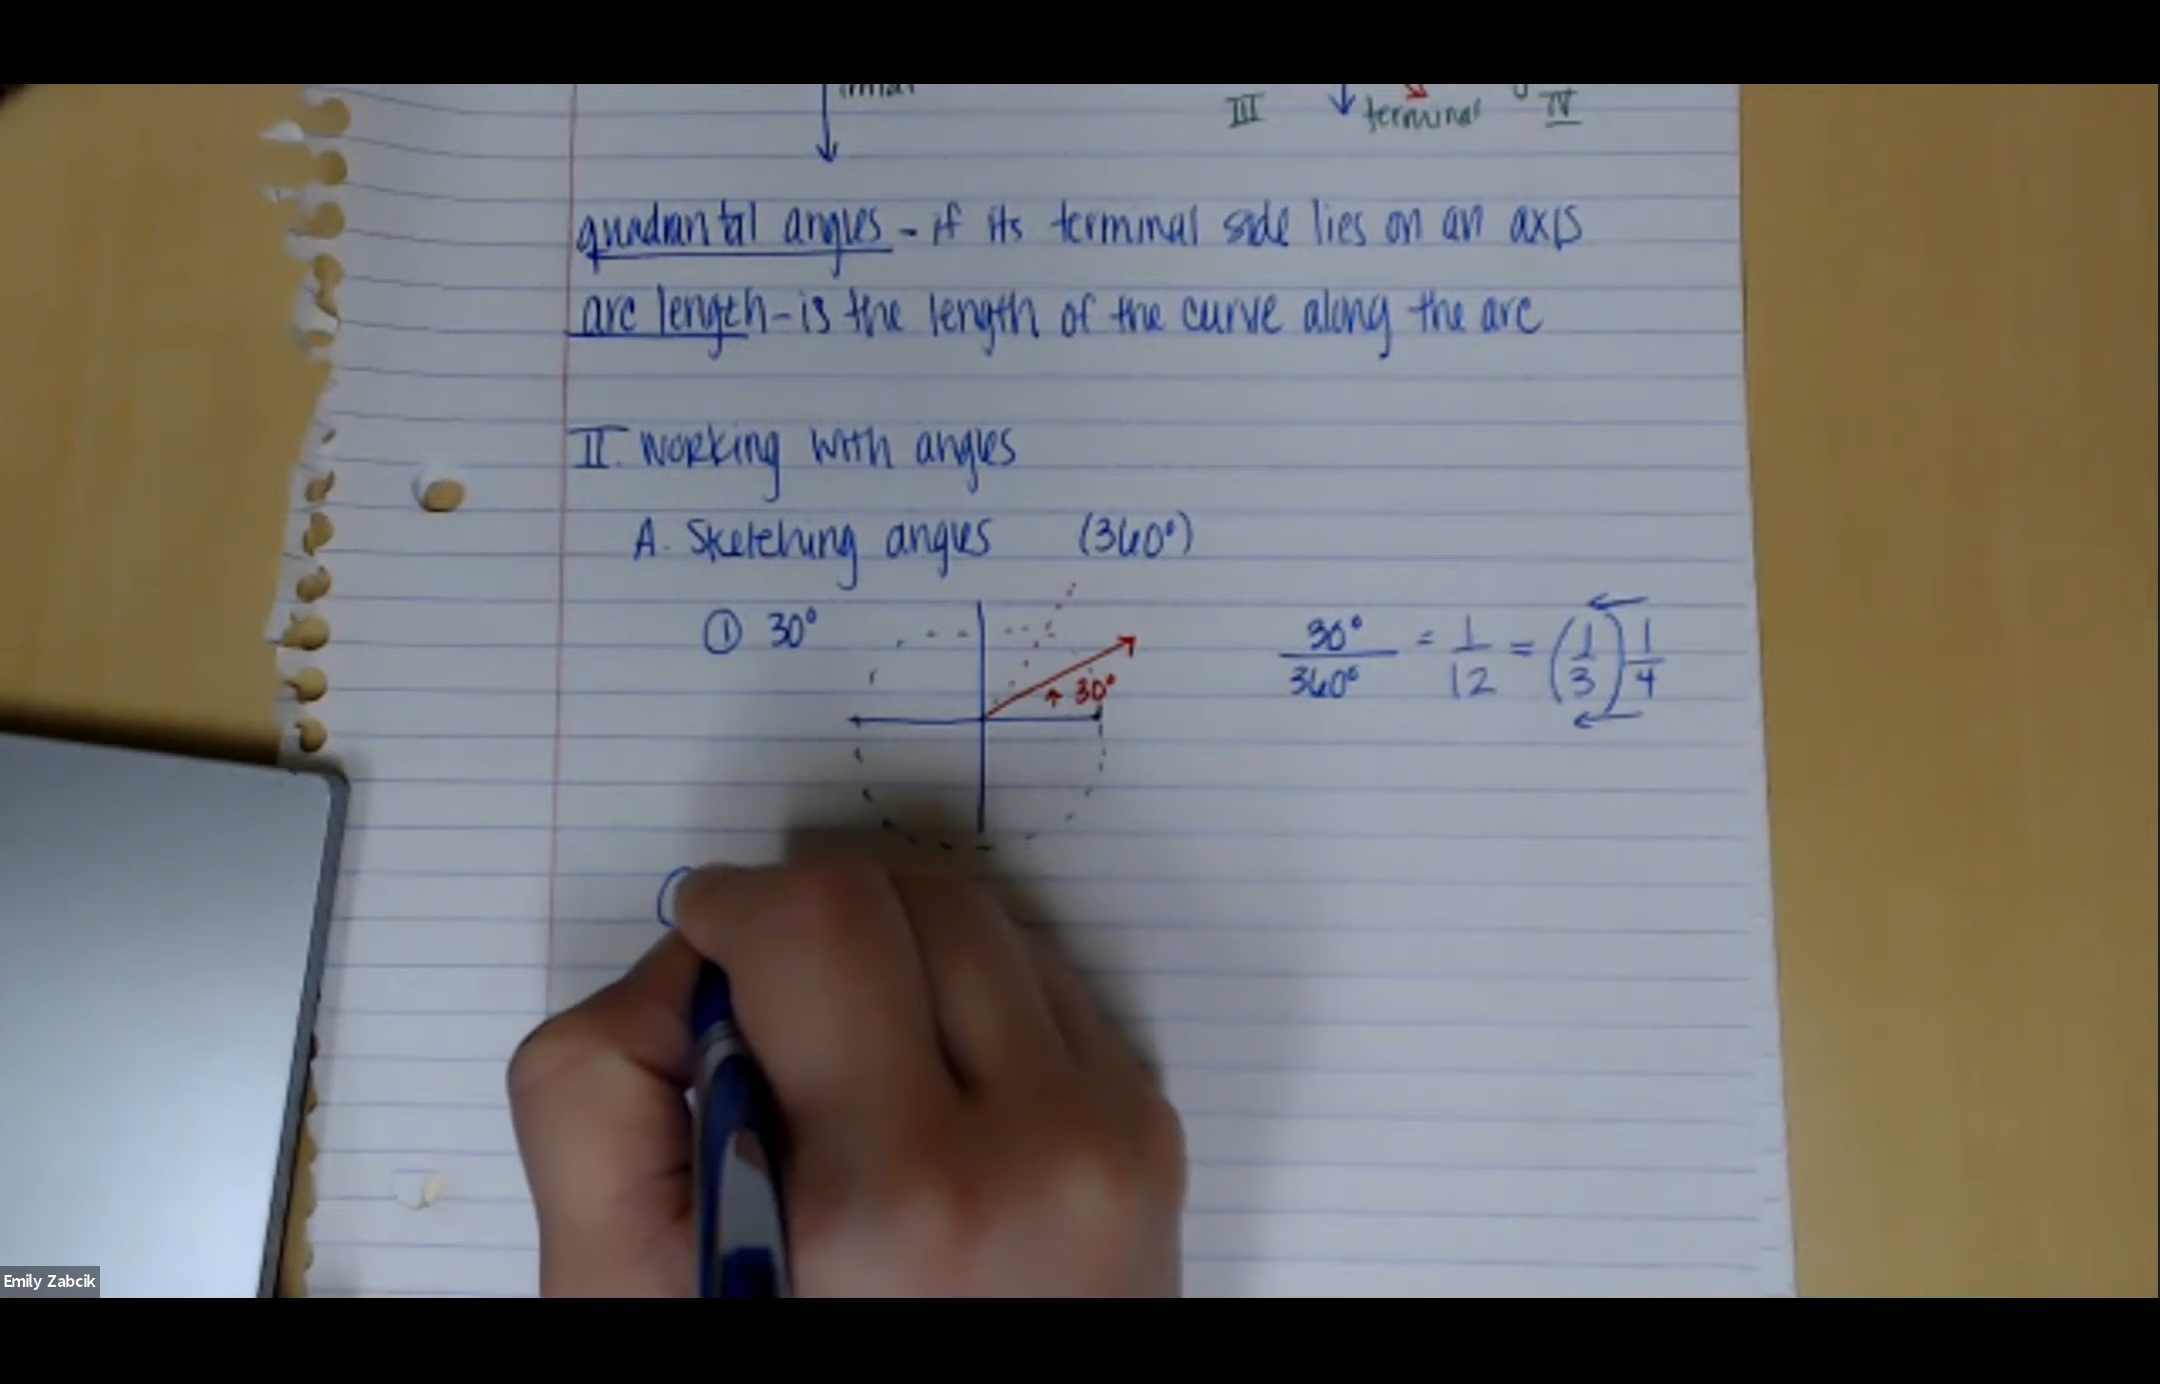 III terminal IV
quadrantal angles - if its terminal side lies on an axis
arc length - is the length of the curve along the arc
II. Working with angles
A. Sketching angles (360°)
① 30°
30°
30°/360° = 1/12 = (1/3) 1/4
Emily Zabcik